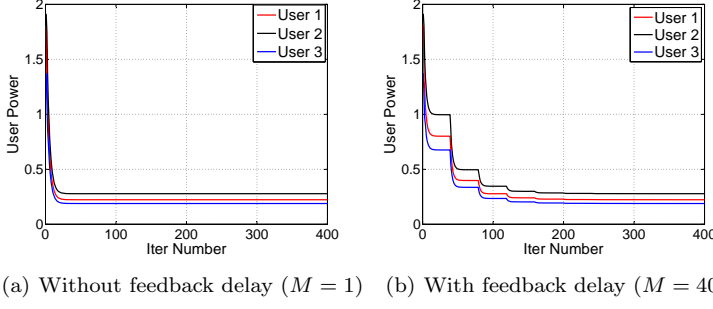 2
1.5
1
0.5
0
User Power
0 100 200 300 400
Iter Number
User 1
User 2
User 3
(a) Without feedback delay (M = 1)
2
1.5
1
0.5
0
User Power
0 100 200 300 400
Iter Number
User 1
User 2
User 3
(b) With feedback delay (M = 40